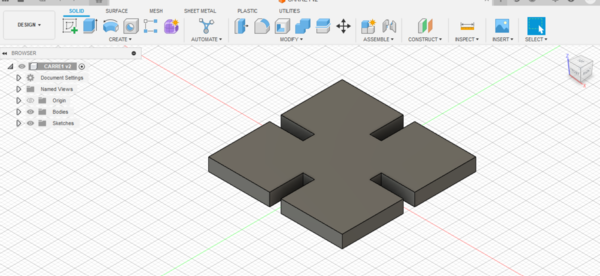 SOLID SURFACE MESH SHEET METAL PLASTIC UTILITIES
DESIGN
CREATE AUTOMATE MODIFY ASSEMBLE CONSTRUCT INSPECT INSERT SELECT
BROWSER
CARRE1 v2
Document Settings
Named Views
Origin
Bodies
Sketches